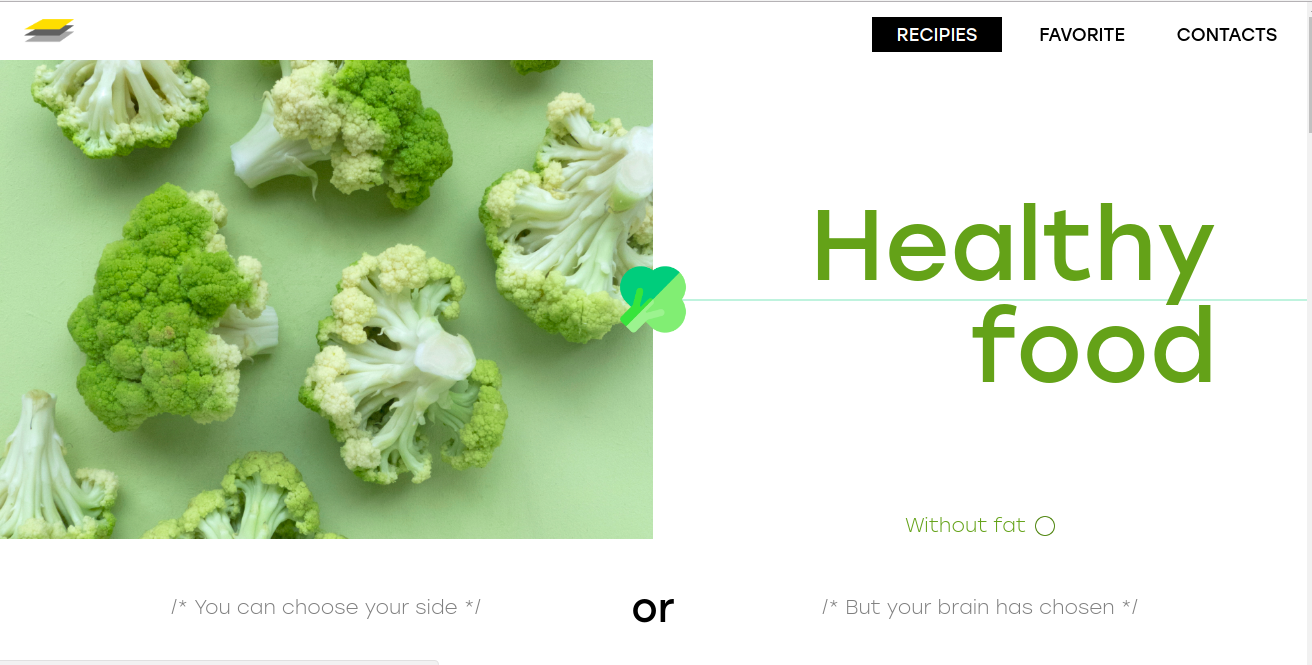 RECIPIES FAVORITE CONTACTS
Healthy
food
Without fat
/* You can choose your side */ or /* But your brain has chosen */